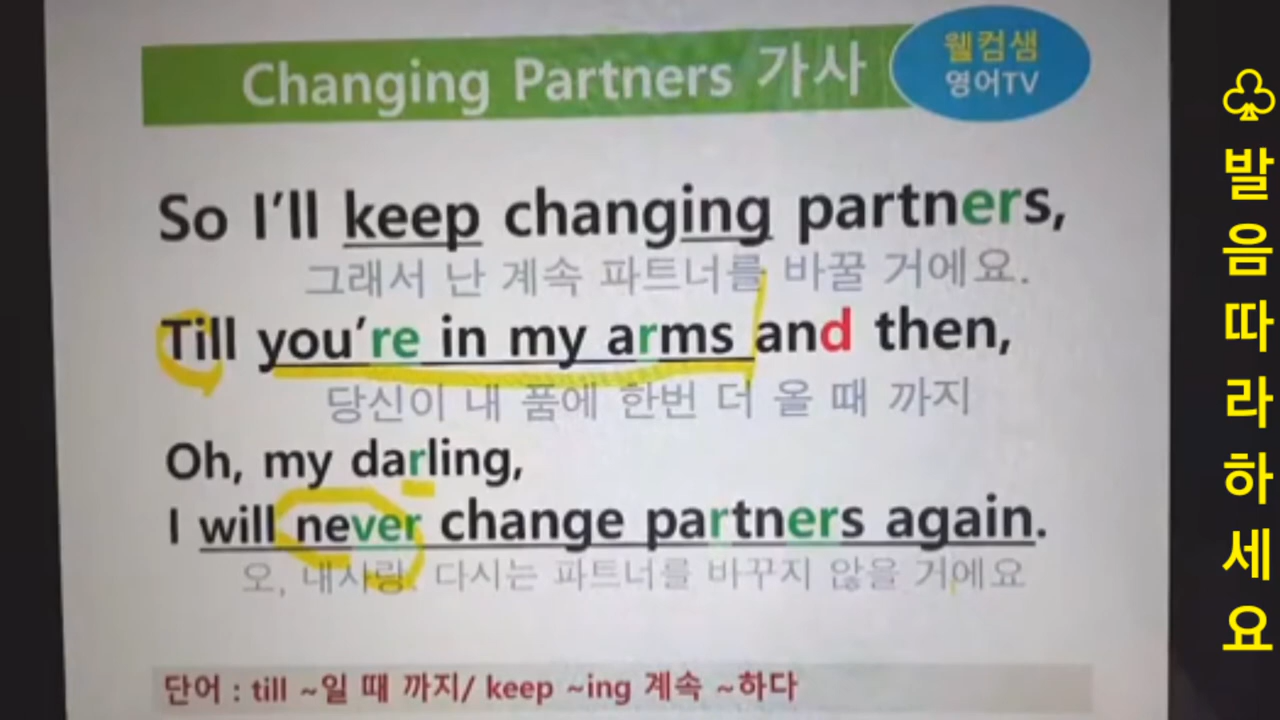 Changing Partners 가사
웰컴샘
영어TV
So I'll keep changing partners,
그래서 난 계속 파트너를 바꿀 거에요.
Till you're in my arms and then,
당신이 내 품에 한번 더 올 때 까지
Oh, my darling,
I will never change partners again.
오, 내사랑. 다시는 파트너를 바꾸지 않을 거에요
단어 : till ~일 때 까지/ keep ~ing 계속 ~하다
♧발음따라하세요